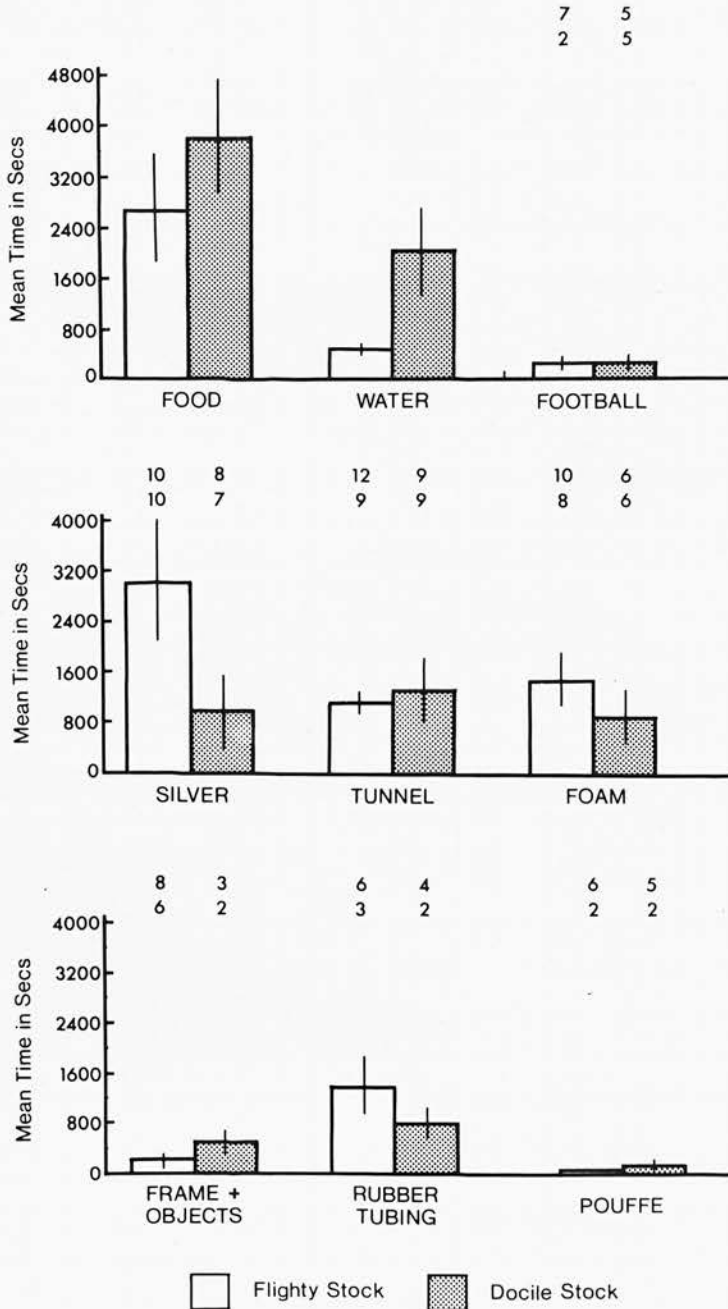 7 5
2 5
Mean Time in Secs
4800
4000
3200
2400
1600
800
0
FOOD WATER FOOTBALL
10 8 12 9 10 6
10 7 9 9 8 6
Mean Time in Secs
4000
3200
2400
1600
800
0
SILVER TUNNEL FOAM
8 3 6 4 6 5
6 2 3 2 2 2
Mean Time in Secs
4000
3200
2400
1600
800
0
FRAME + RUBBER POUFFE
OBJECTS TUBING
Flighty Stock Docile Stock